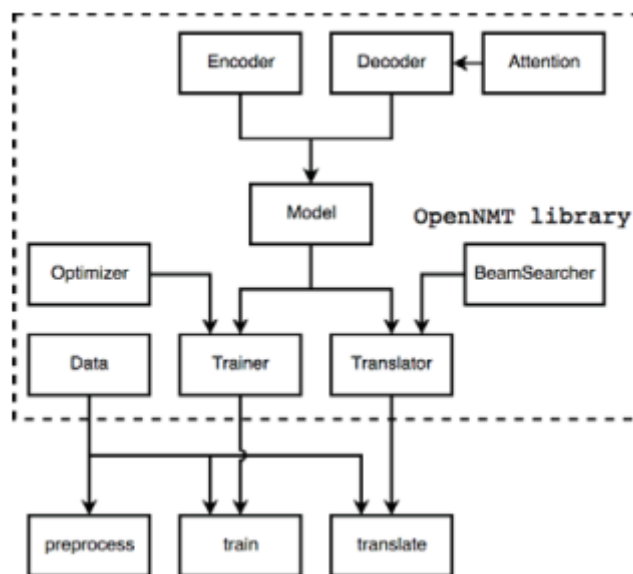 Encoder
Decoder
Attention
Model
OpenNMT library
Optimizer
BeamSearcher
Data
Trainer
Translator
preprocess
train
translate